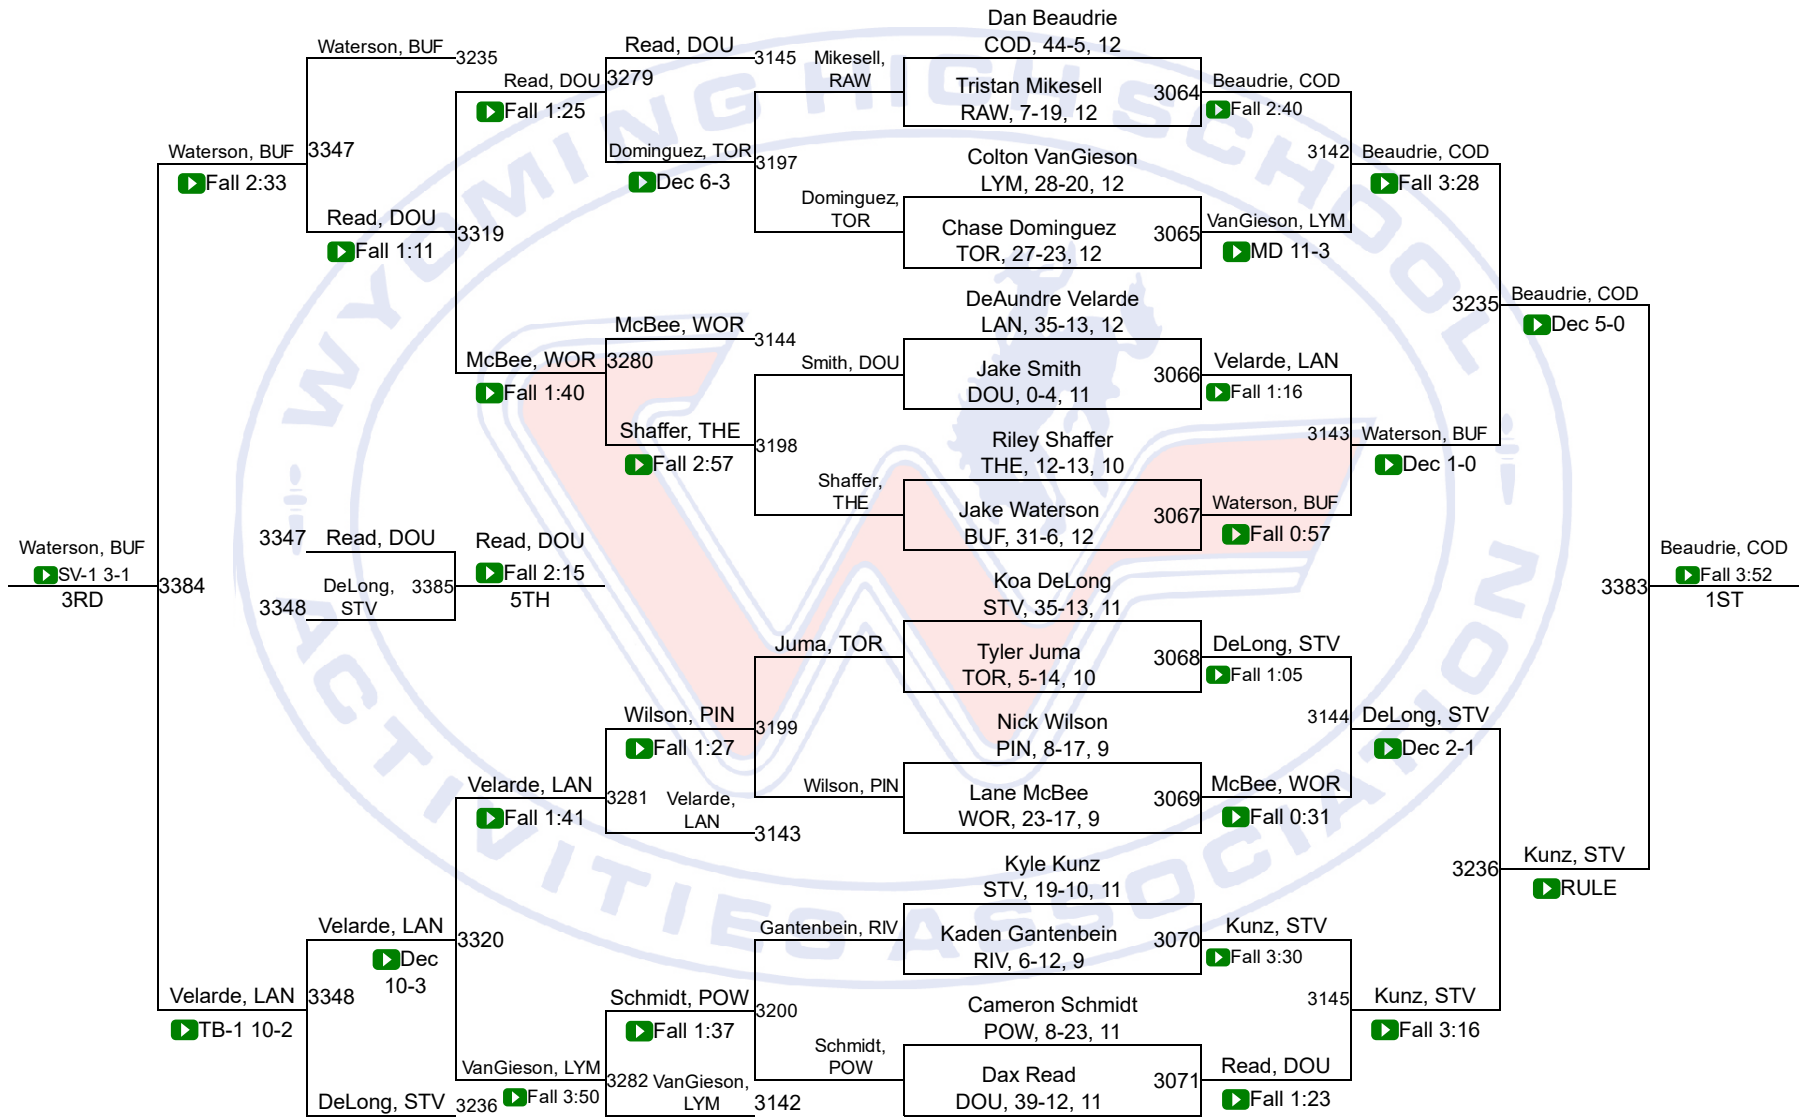 WYOMING HIGH SCHOOL
ACTIVITIES ASSOCIATION
Waterson, BUF
3235
Waterson, BUF
Fall 2:33
3347
Read, DOU
Fall 1:11
3319
Read, DOU
Fall 1:25
3279
McBee, WOR
Fall 1:40
3280
Read, DOU
3145
Dominguez, TOR
Dec 6-3
3197
McBee, WOR
3144
Shaffer, THE
Fall 2:57
3198
Mikesell,
RAW
Dominguez,
TOR
Smith, DOU
Shaffer,
THE
Waterson, BUF
SV-1 3-1
3RD
3384
3347
Read, DOU
3348
DeLong,
STV
3385
Read, DOU
Fall 2:15
5TH
Velarde, LAN
TB-1 10-2
3348
Velarde, LAN
Dec
10-3
3320
DeLong, STV
3236
Velarde, LAN
Fall 1:41
3281
VanGieson, LYM
Fall 3:50
3282
Wilson, PIN
Fall 1:27
3199
Velarde,
LAN
3143
Schmidt, POW
Fall 1:37
3200
VanGieson,
LYM
3142
Juma, TOR
Wilson, PIN
Gantenbein, RIV
Schmidt,
POW
Dan Beaudrie
COD, 44-5, 12
Tristan Mikesell
RAW, 7-19, 12
3064
Colton VanGieson
LYM, 28-20, 12
Chase Dominguez
TOR, 27-23, 12
3065
DeAundre Velarde
LAN, 35-13, 12
Jake Smith
DOU, 0-4, 11
3066
Riley Shaffer
THE, 12-13, 10
Jake Waterson
BUF, 31-6, 12
3067
Koa DeLong
STV, 35-13, 11
Tyler Juma
TOR, 5-14, 10
3068
Nick Wilson
PIN, 8-17, 9
Lane McBee
WOR, 23-17, 9
3069
Kyle Kunz
STV, 19-10, 11
Kaden Gantenbein
RIV, 6-12, 9
3070
Cameron Schmidt
POW, 8-23, 11
Dax Read
DOU, 39-12, 11
3071
Beaudrie, COD
Fall 2:40
VanGieson, LYM
MD 11-3
Velarde, LAN
Fall 1:16
Waterson, BUF
Fall 0:57
DeLong, STV
Fall 1:05
McBee, WOR
Fall 0:31
Kunz, STV
Fall 3:30
Read, DOU
Fall 1:23
3142
Beaudrie, COD
Fall 3:28
3143
Waterson, BUF
Dec 1-0
3144
DeLong, STV
Dec 2-1
3145
Kunz, STV
Fall 3:16
3235
Beaudrie, COD
Dec 5-0
3236
Kunz, STV
RULE
3383
Beaudrie, COD
Fall 3:52
1ST